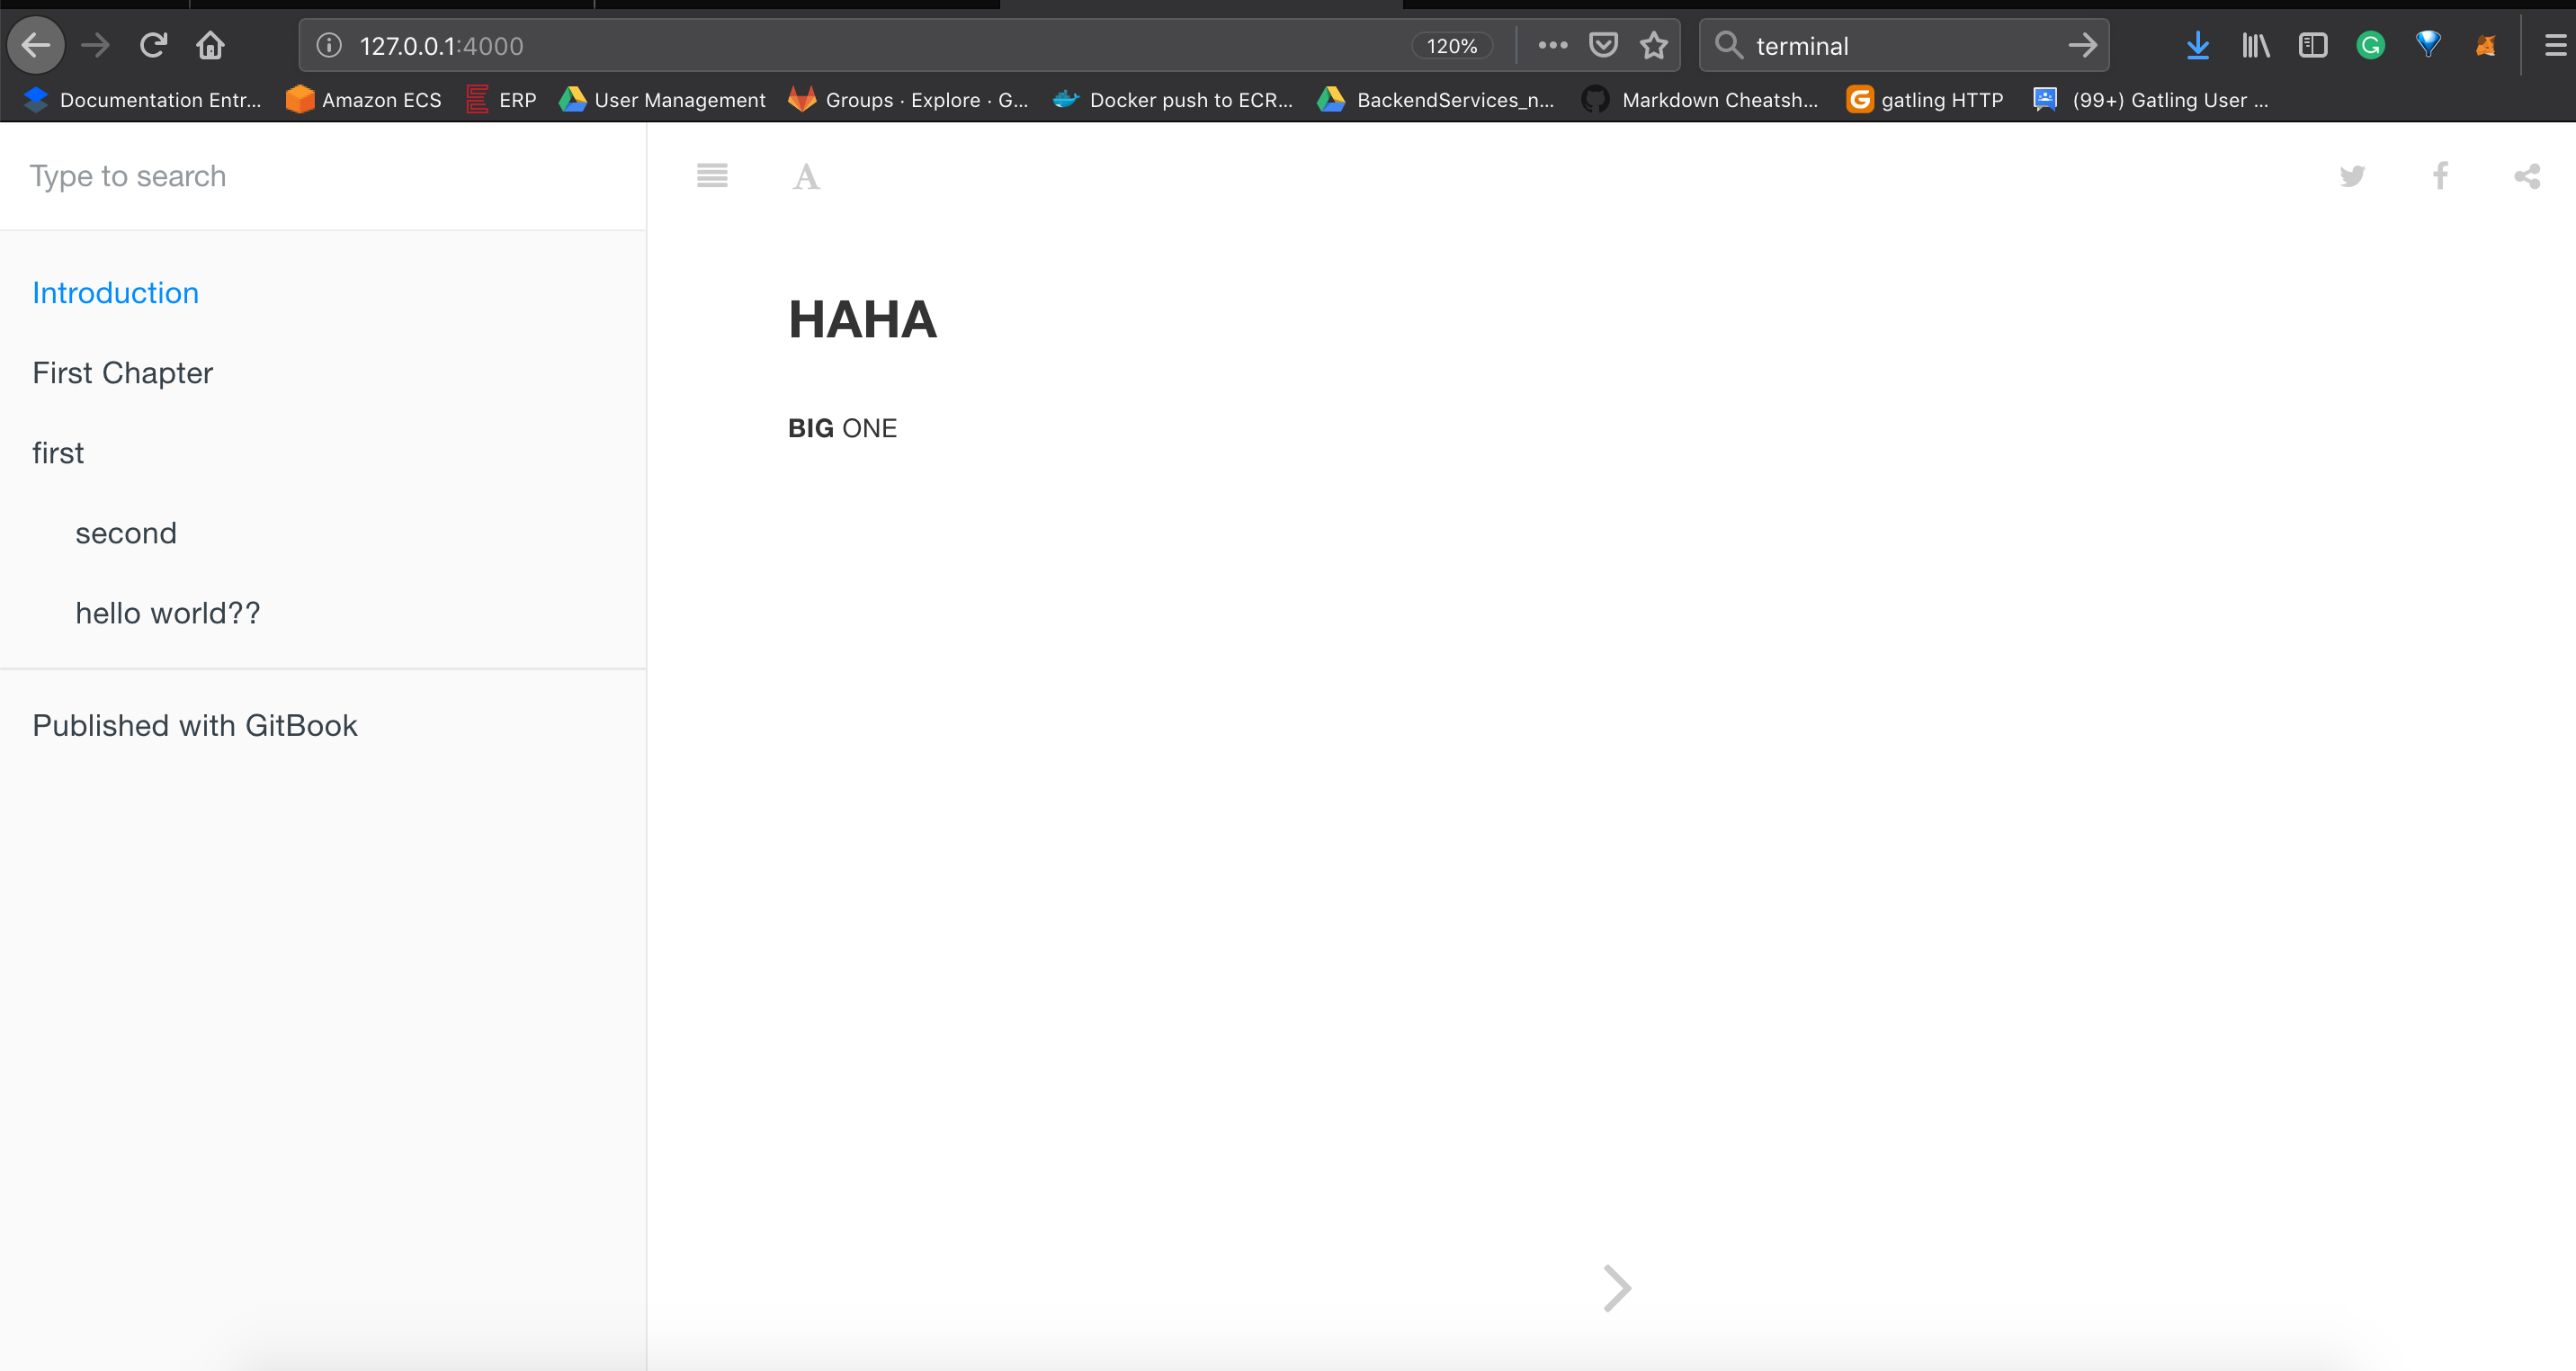 127.0.0.1:4000 120% terminal
Documentation Entr... Amazon ECS ERP User Management Groups · Explore · G... Docker push to ECR... BackendServices_n... Markdown Cheatsh... gatling HTTP (99+) Gatling User ...
Type to search
A
Introduction
First Chapter
first
second
hello world??
Published with GitBook
HAHA
BIG ONE